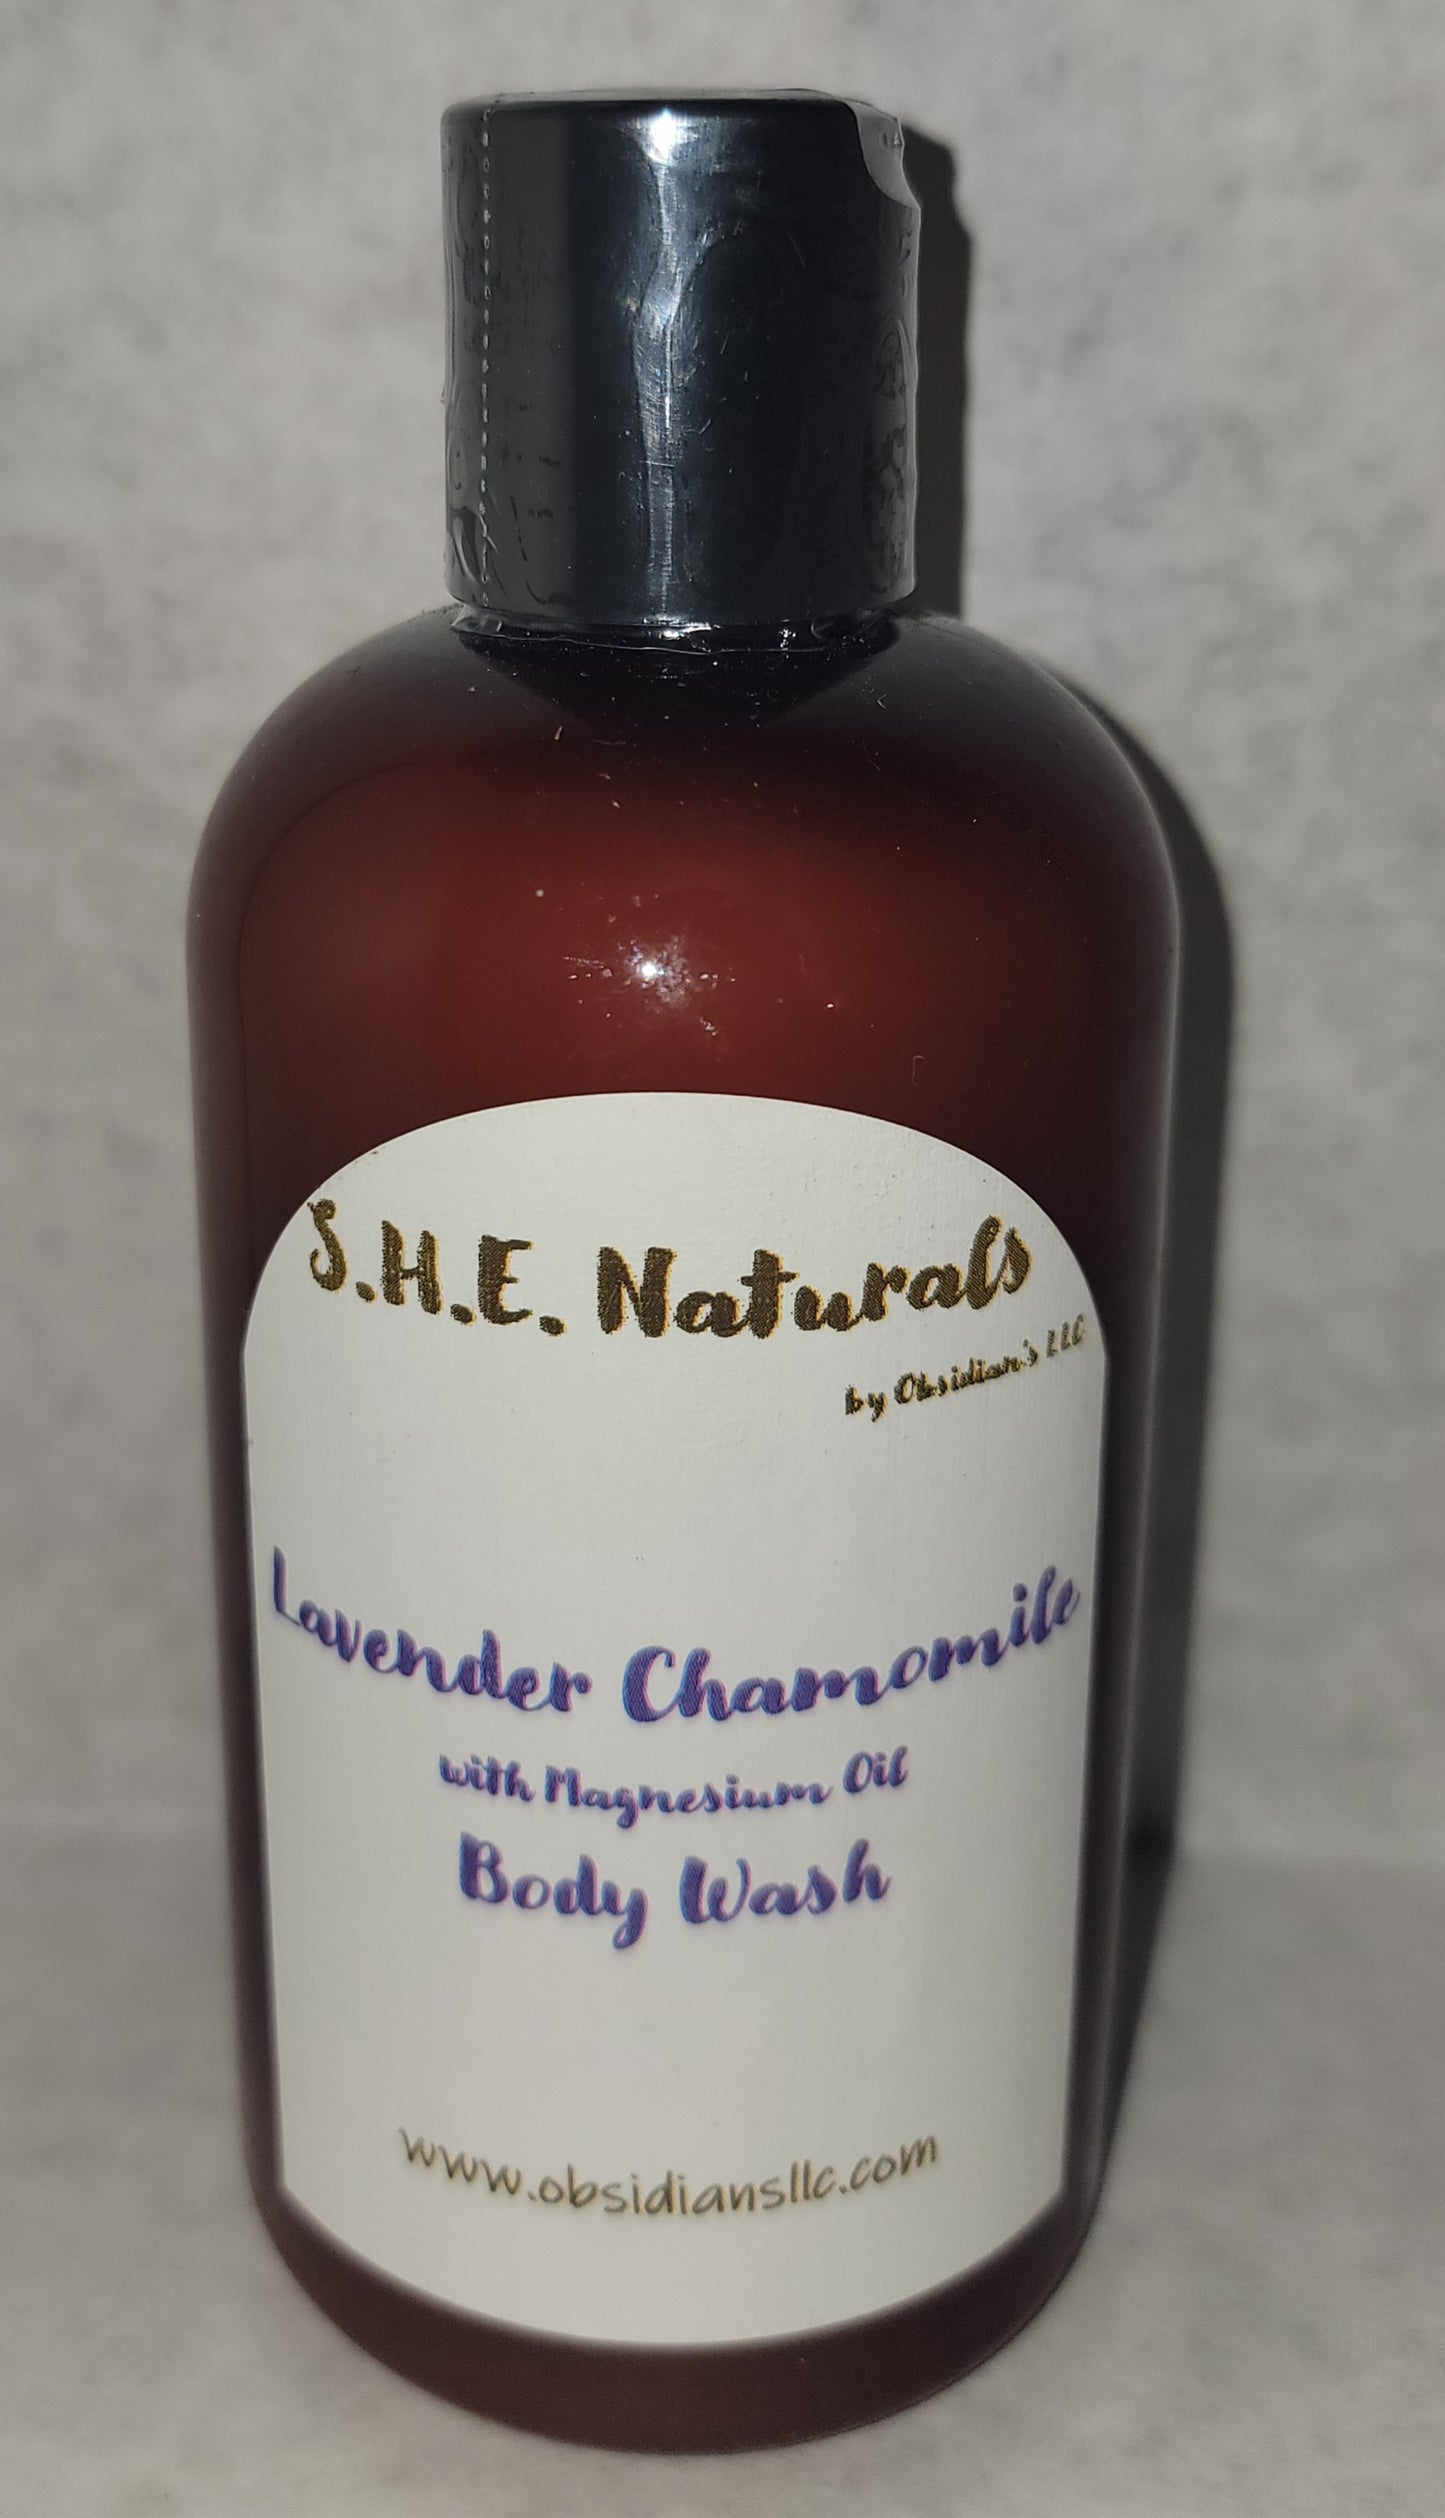 S.H.E. Naturals
by Obsidian's LLC
Lavender Chamomile
with Magnesium Oil
Body Wash
www.obsidiansllc.com